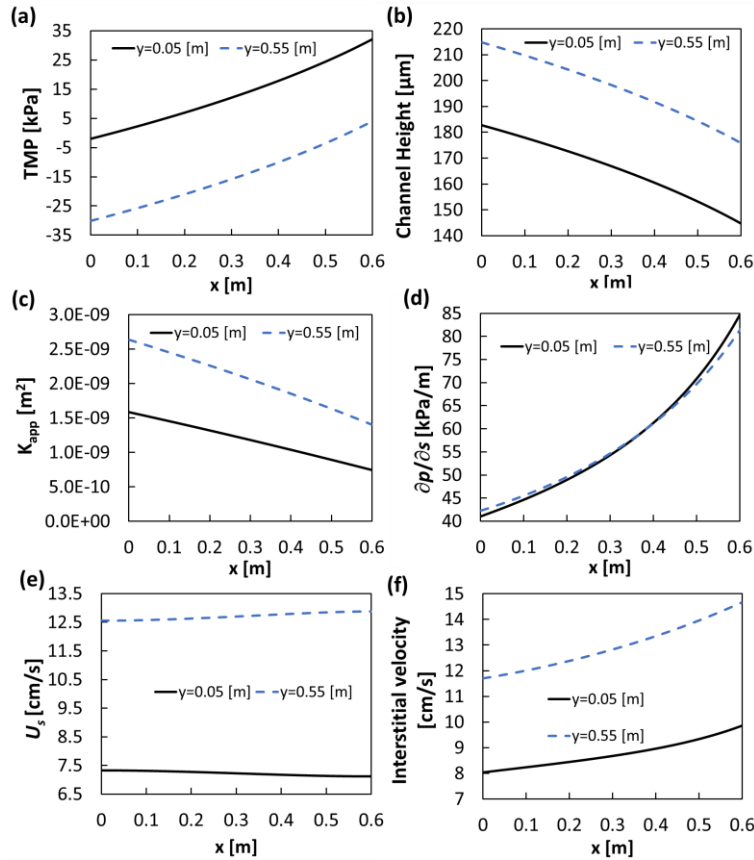 (a)
y=0.05 [m] y=0.55 [m]
TMP [kPa]
35
25
15
5
-5
-15
-25
-35
0 0.1 0.2 0.3 0.4 0.5 0.6
x [m]
(b)
y=0.05 [m] y=0.55 [m]
Channel Height [µm]
220
210
200
190
180
170
160
150
140
0 0.1 0.2 0.3 0.4 0.5 0.6
x [m]
(c)
y=0.05 [m] y=0.55 [m]
Kapp [m²]
3.0E-09
2.5E-09
2.0E-09
1.5E-09
1.0E-09
5.0E-10
0.0E+00
0 0.1 0.2 0.3 0.4 0.5 0.6
x [m]
(d)
y=0.05 [m]
y=0.55 [m]
∂p/∂s [kPa/m]
85
80
75
70
65
60
55
50
45
40
0 0.1 0.2 0.3 0.4 0.5 0.6
x [m]
(e)
y=0.05 [m] y=0.55 [m]
Us [cm/s]
13.5
12.5
11.5
10.5
9.5
8.5
7.5
6.5
0 0.1 0.2 0.3 0.4 0.5 0.6
x [m]
(f)
y=0.05 [m]
y=0.55 [m]
Interstitial velocity
[cm/s]
15
14
13
12
11
10
9
8
7
0 0.1 0.2 0.3 0.4 0.5 0.6
x [m]